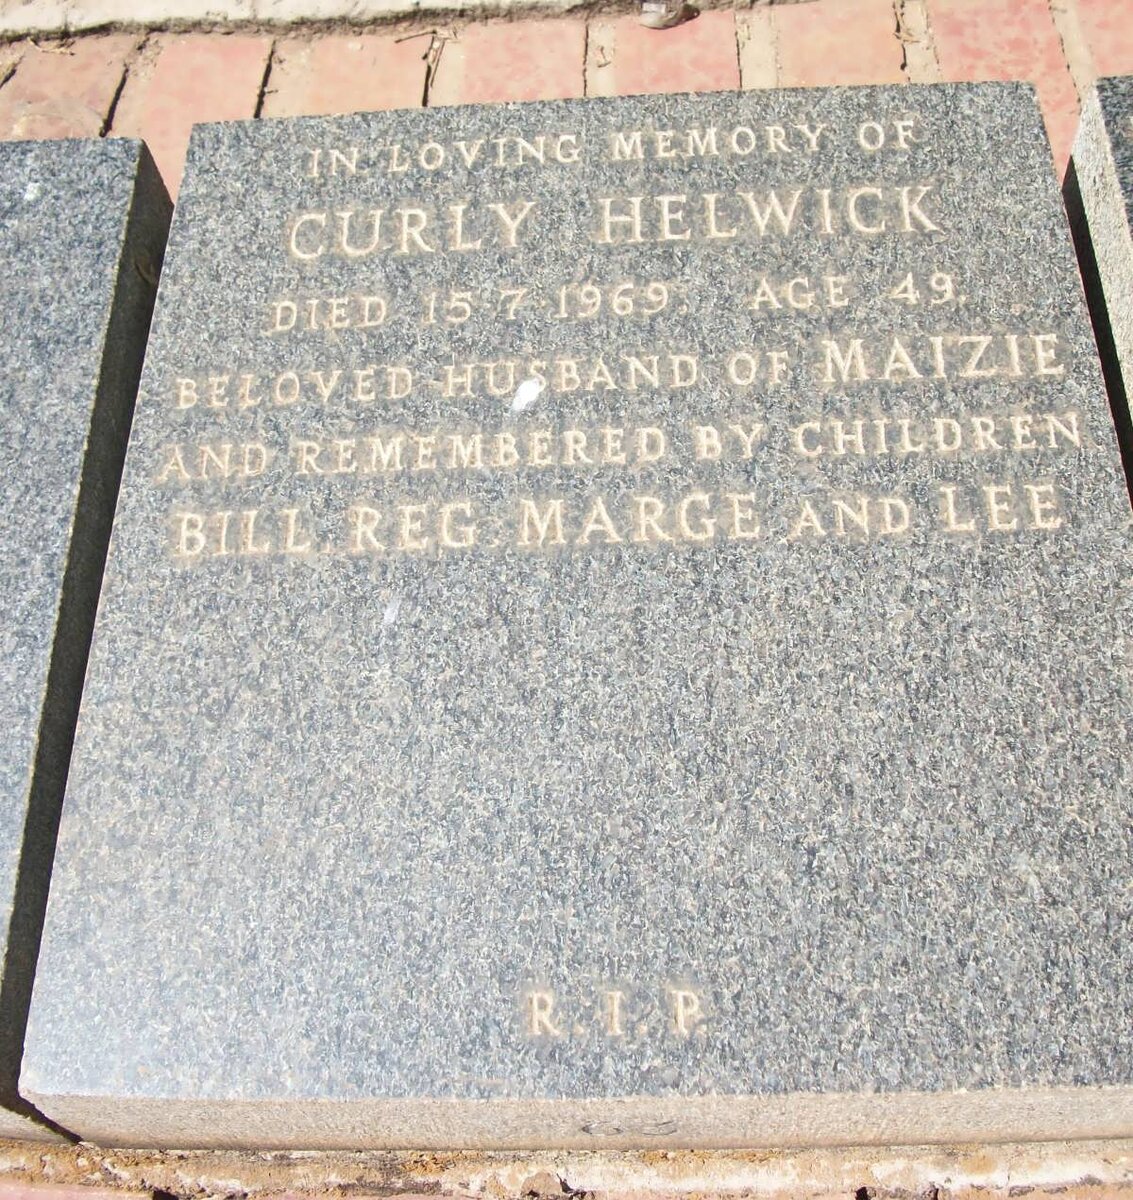 IN LOVING MEMORY OF
CURLY HELWICK
DIED 15.7.1969. AGE 49.
BELOVED HUSBAND OF MAIZIE
AND REMEMBERED BY CHILDREN
BILL. REG. MARGE AND LEE
R.I.P.